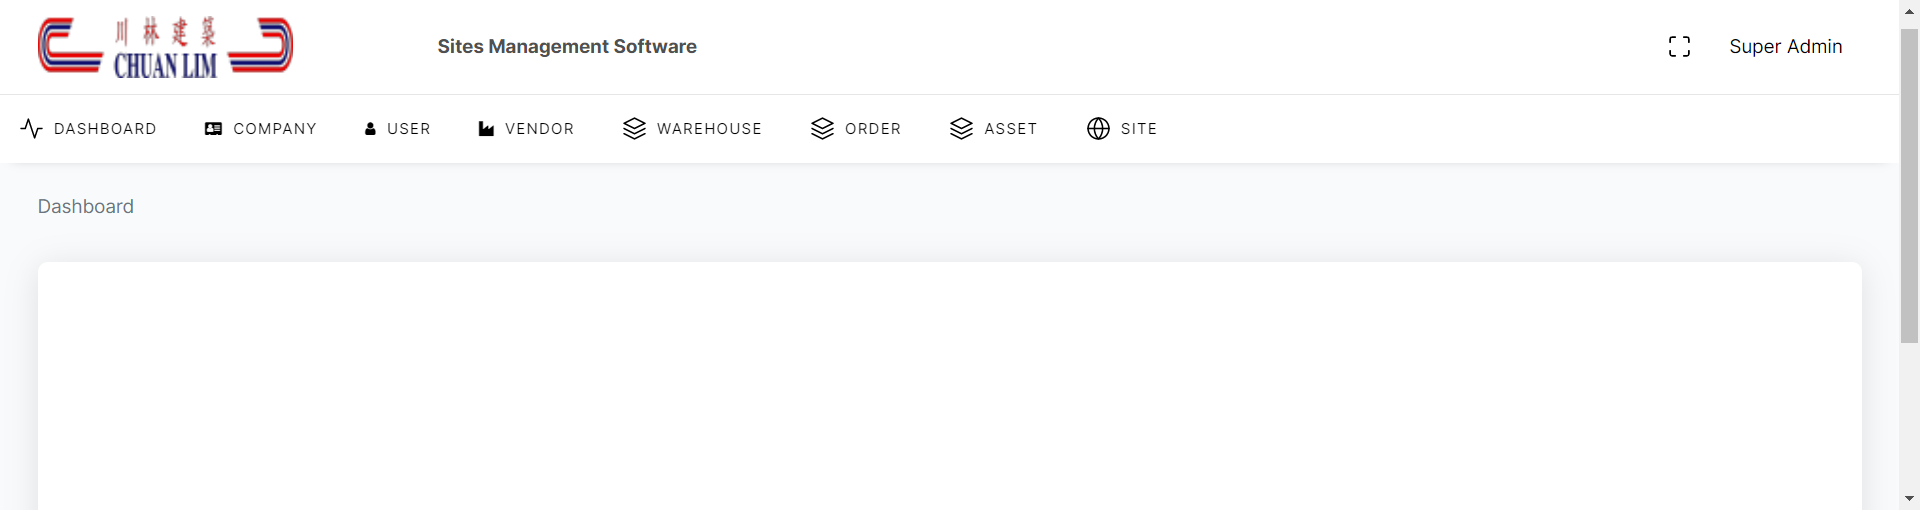 川林建築
CHUAN LIM
Sites Management Software
Super Admin
DASHBOARD COMPANY USER VENDOR WAREHOUSE ORDER ASSET SITE
Dashboard